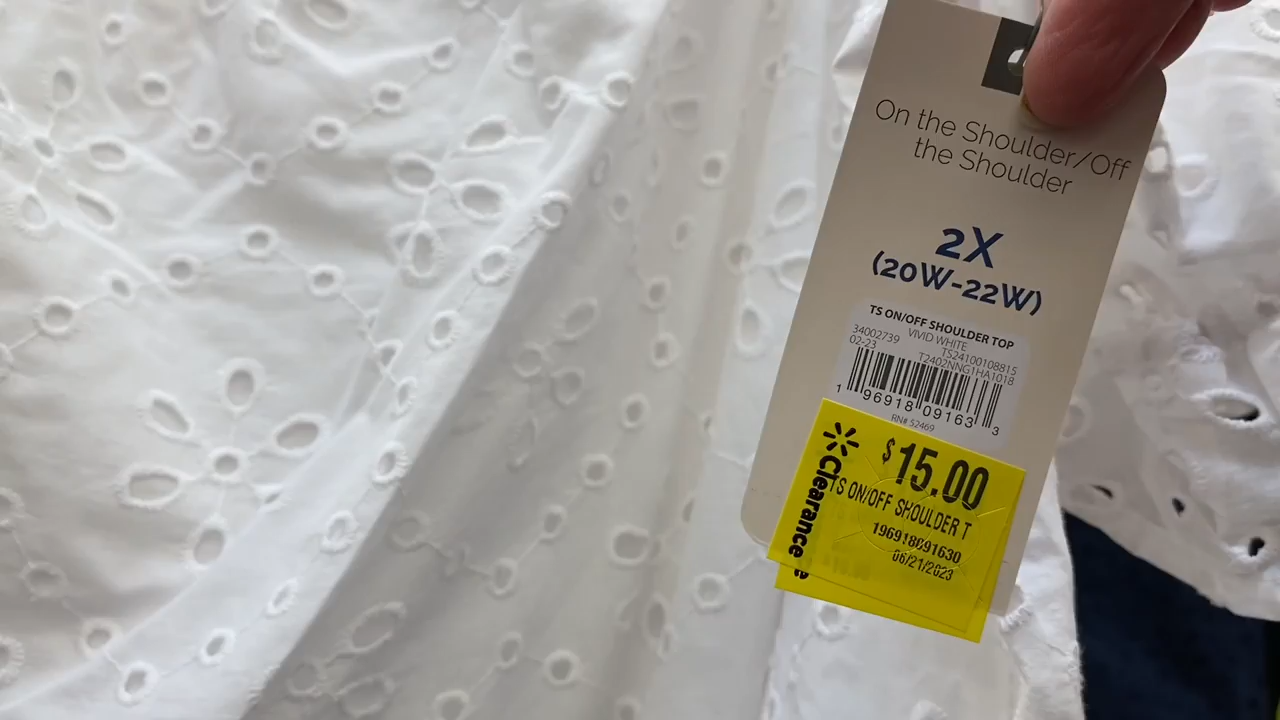 On the Shoulder/Off
the Shoulder
2X
(20W-22W)
TS ON/OFF SHOULDER TOP
VIVID WHITE
34002739
TS24100108815
02-23
T2402NNG1HA1018
1 96918 09163 3
RN# 52469
Clearance
$15.00
TS ON/OFF SHOULDER T
196918091630
06/21/2023
e